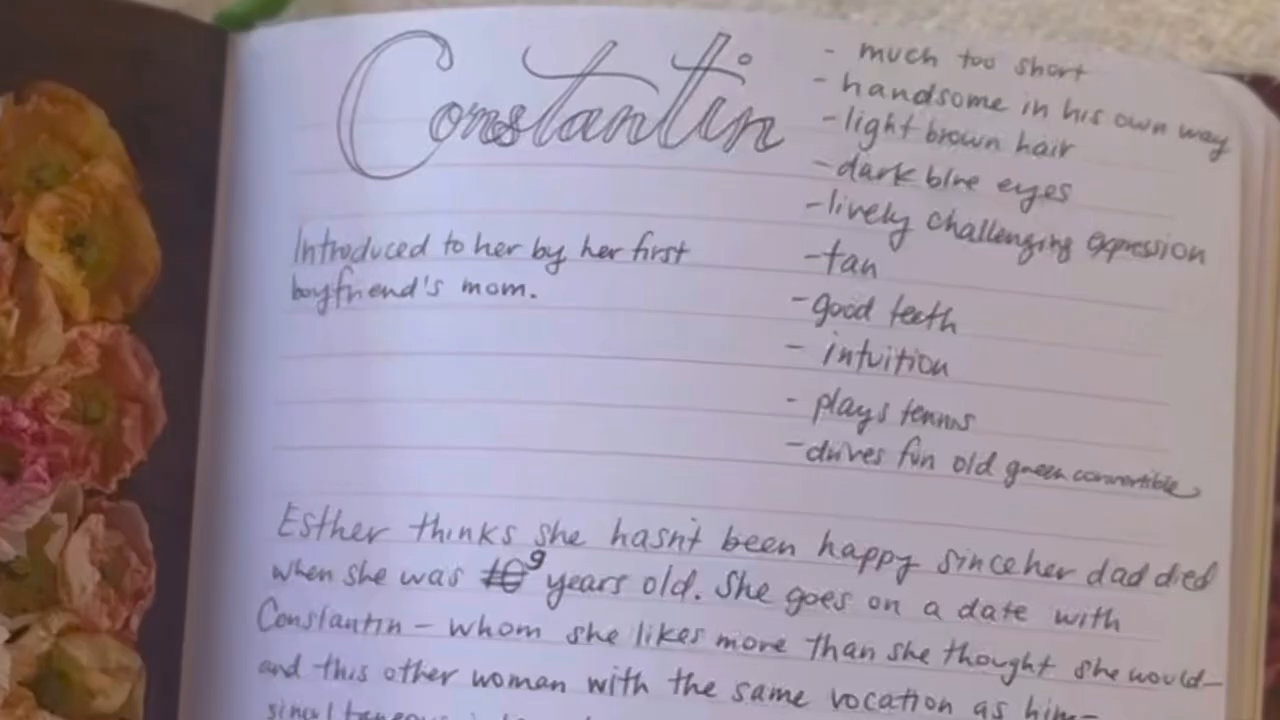 Constantin
- much too short
- handsome in his own way
- light brown hair
- dark blue eyes
- lively challenging expression
- tan
- good teeth
- intuition
- plays tennis
- drives fun old green convertible
Introduced to her by her first
boyfriend's mom.
Esther thinks she hasn't been happy since her dad died
when she was 9 years old. She goes on a date with
Constantin – whom she likes more than she thought she would –
and this other woman with the same vocation as him –
simultaneous